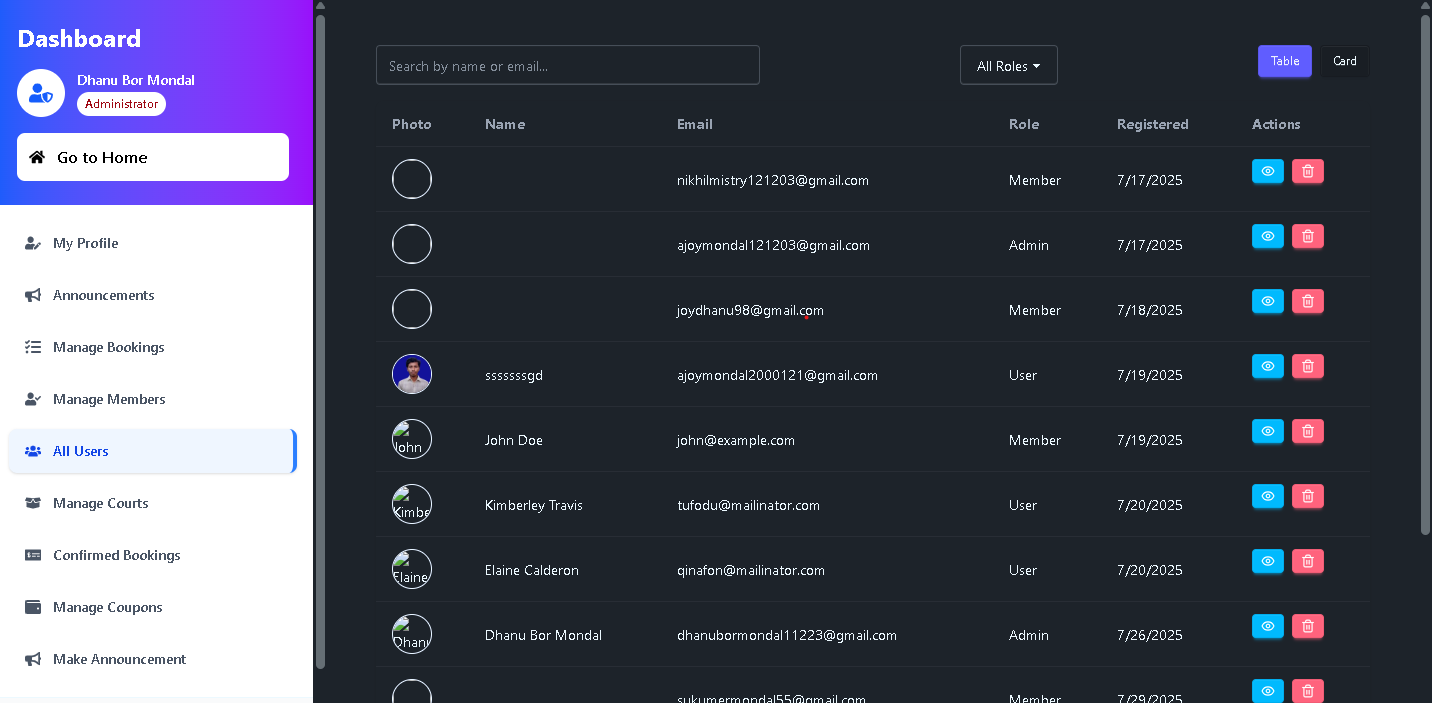 Dashboard
Dhanu Bor Mondal
Administrator
Go to Home
My Profile
Announcements
Manage Bookings
Manage Members
All Users
Manage Courts
Confirmed Bookings
Manage Coupons
Make Announcement
Search by name or email...
All Roles
Table
Card
Photo Name Email Role Registered Actions
nikhilmistry121203@gmail.com Member 7/17/2025
ajoymondal121203@gmail.com Admin 7/17/2025
joydhanu98@gmail.com Member 7/18/2025
sssssssgd ajoymondal2000121@gmail.com User 7/19/2025
John John Doe john@example.com Member 7/19/2025
Kimbe Kimberley Travis tufodu@mailinator.com User 7/20/2025
Elaine Elaine Calderon qinafon@mailinator.com User 7/20/2025
Dhanu Dhanu Bor Mondal dhanubormondal11223@gmail.com Admin 7/26/2025
sukumermondal55@gmail.com Member 7/29/2025